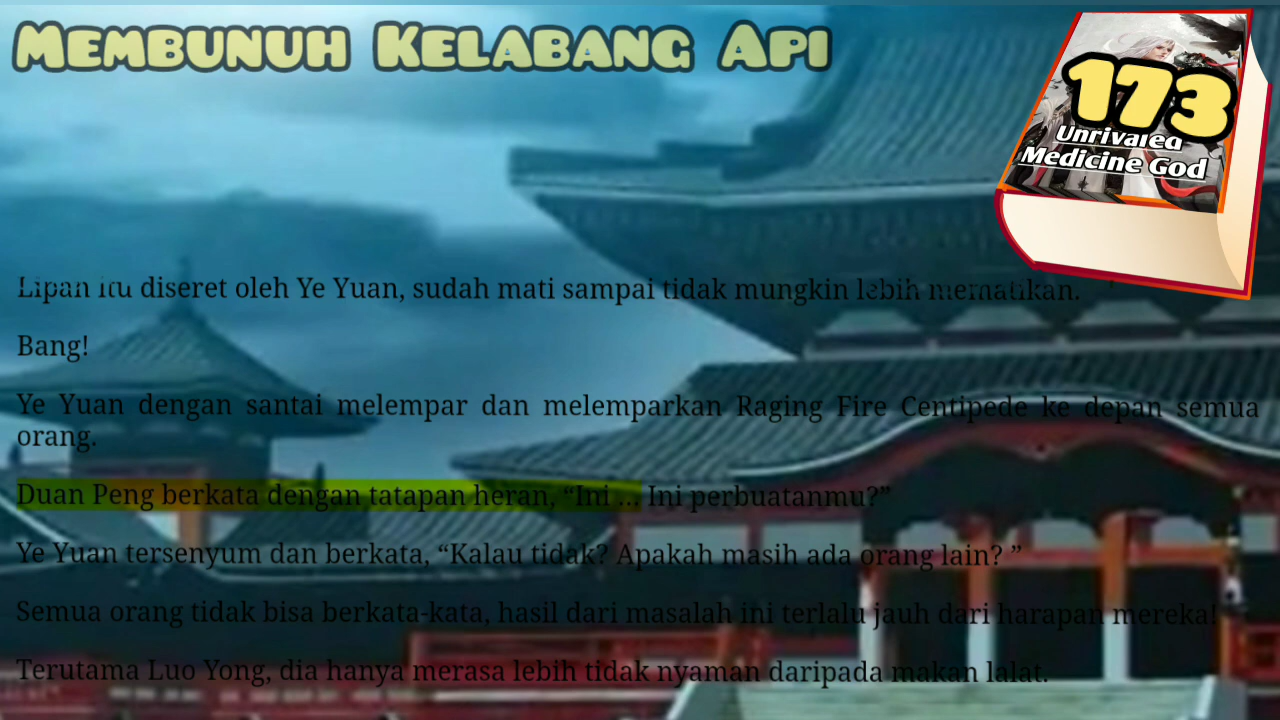 Membunuh Kelabang Api
173
Unrivaled
Medicine God
Lipan itu diseret oleh Ye Yuan, sudah mati sampai tidak mungkin lebih mematikan.
Bang!
Ye Yuan dengan santai melempar dan melemparkan Raging Fire Centipede ke depan semua
orang.
Duan Peng berkata dengan tatapan heran, “Ini ... Ini perbuatanmu?”
Ye Yuan tersenyum dan berkata, “Kalau tidak? Apakah masih ada orang lain? ”
Semua orang tidak bisa berkata-kata, hasil dari masalah ini terlalu jauh dari harapan mereka!
Terutama Luo Yong, dia hanya merasa lebih tidak nyaman daripada makan lalat.